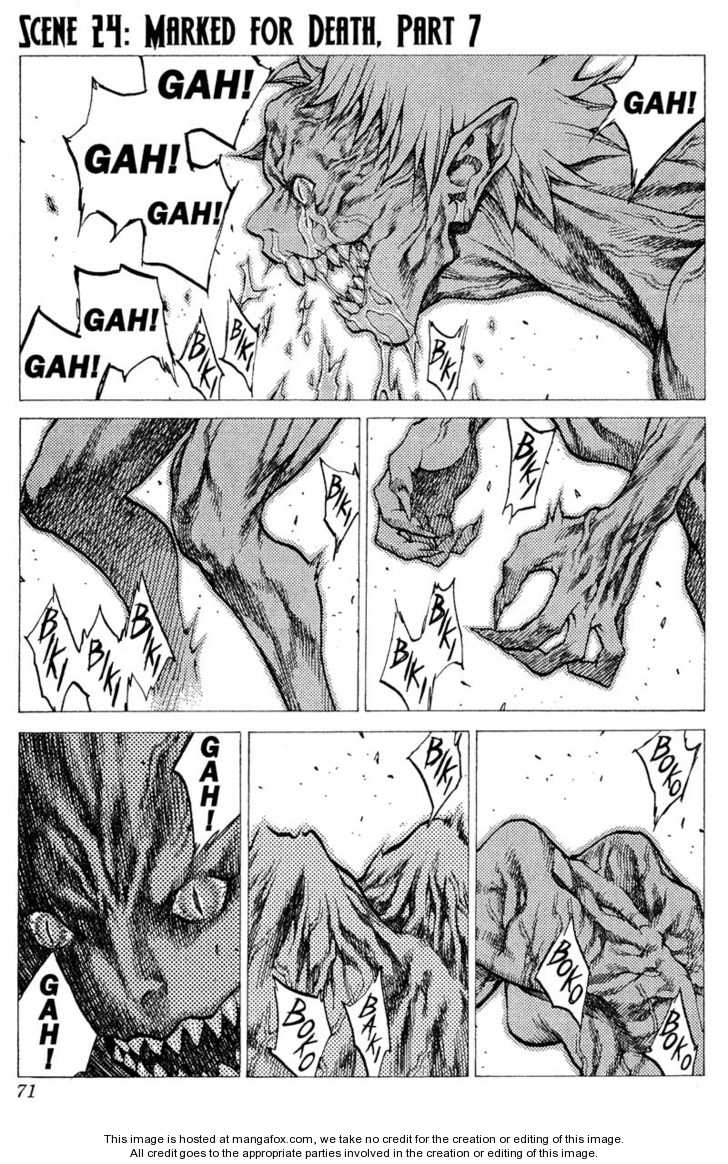 SCENE 24: MARKED FOR DEATH, PART 7
GAH!
GAH!
GAH!
GAH!
GAH!
GAH!
BIKI
BIKI
BIKI
BIKI
BIKI
BIKI
BIKI
BIKI
BIKI
BIKI
GAH!
GAH!
BIKI
BOKO
BAKI
BOKO
BOKO
BOKO
71
This image is hosted at mangafox.com, we take no credit for the creation or editing of this image.
All credit goes to the appropriate parties involved in the creation or editing of this image.